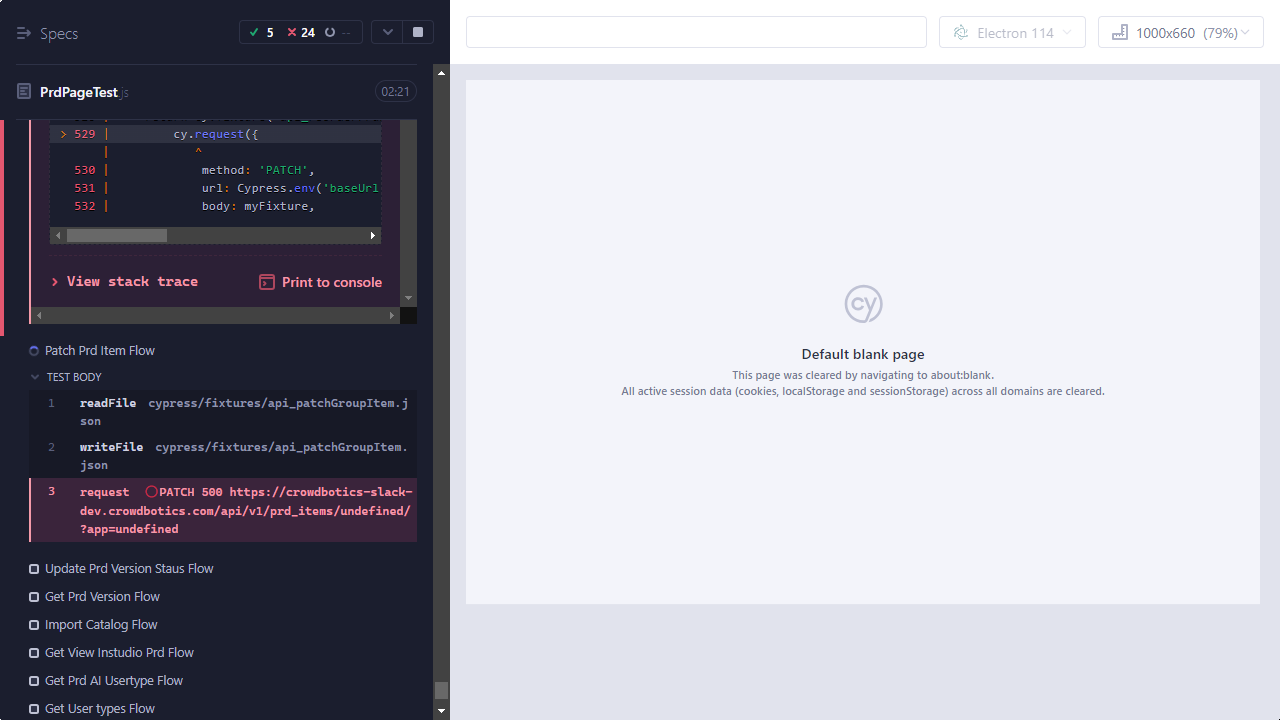 Specs
5
24
--
Electron 114
1000x660 (79%)
PrdPageTest.js
02:21
> 529 | cy.request({
| ^
530 | method: 'PATCH',
531 | url: Cypress.env('baseUrl
532 | body: myFixture,
View stack trace
Print to console
Patch Prd Item Flow
TEST BODY
1 readFile cypress/fixtures/api_patchGroupItem.j
son
2 writeFile cypress/fixtures/api_patchGroupItem.
json
3 request PATCH 500 https://crowdbotics-slack-
dev.crowdbotics.com/api/v1/prd_items/undefined/
?app=undefined
Update Prd Version Staus Flow
Get Prd Version Flow
Import Catalog Flow
Get View Instudio Prd Flow
Get Prd AI Usertype Flow
Get User types Flow
cy
Default blank page
This page was cleared by navigating to about:blank.
All active session data (cookies, localStorage and sessionStorage) across all domains are cleared.